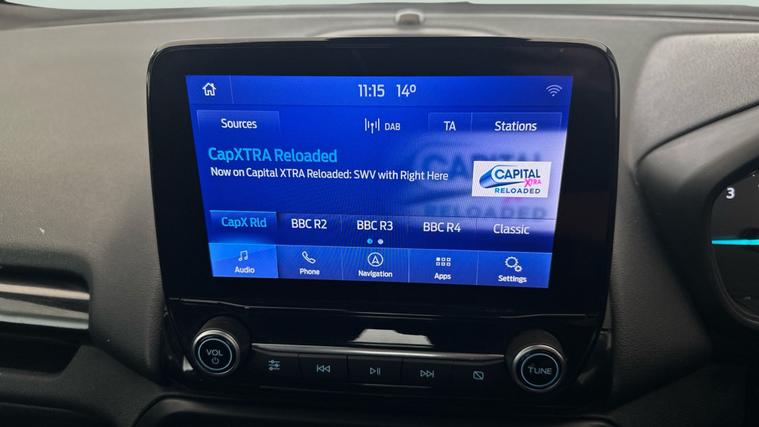 11:15 14°
Sources DAB TA Stations
CapXTRA Reloaded
Now on Capital XTRA Reloaded: SWV with Right Here
CAPITAL
XTRA
RELOADED
CAPITAL
RELOADED
CapX Rld BBC R2 BBC R3 BBC R4 Classic
Audio Phone Navigation Apps Settings
VOL TUNE
3